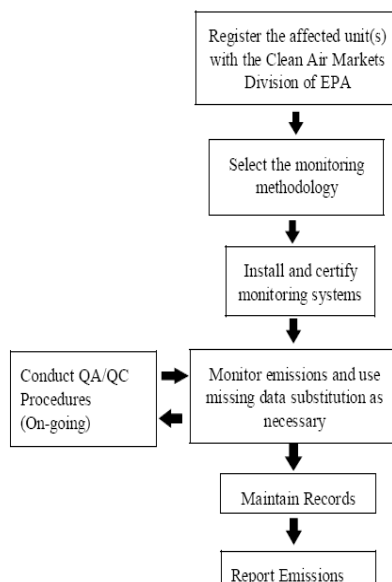 Register the affected unit(s)
with the Clean Air Markets
Division of EPA
Select the monitoring
methodology
Install and certify
monitoring systems
Conduct QA/QC
Procedures
(On-going)
Monitor emissions and use
missing data substitution as
necessary
Maintain Records
Report Emissions